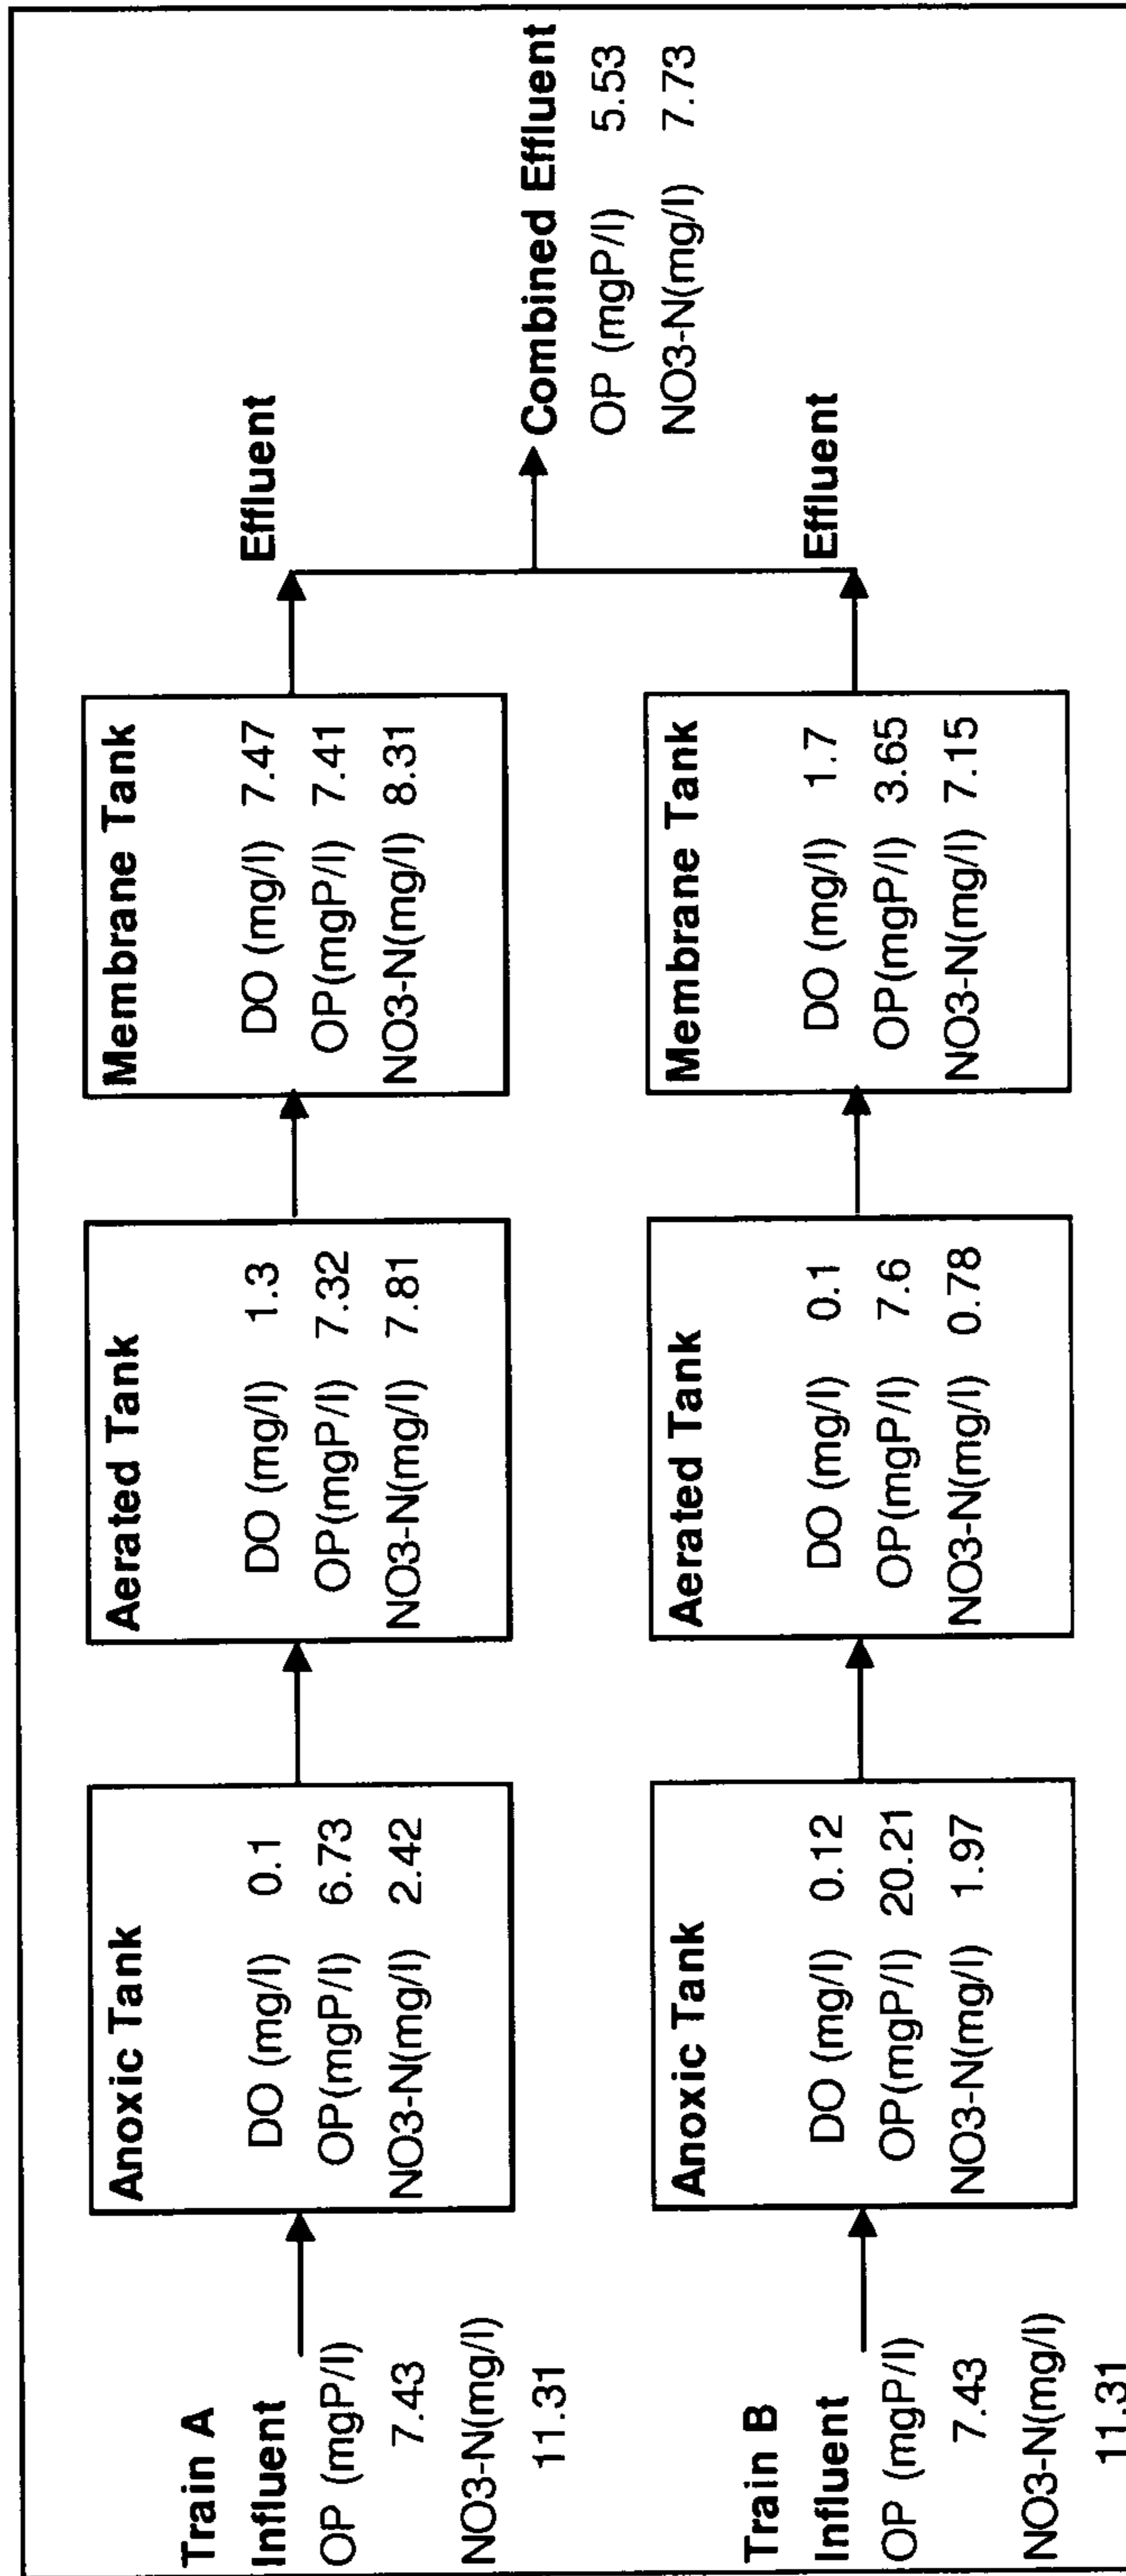 Train A
Influent
OP (mgP/l)
7.43
NO3-N(mg/l)
11.31
Anoxic Tank
DO (mg/l) 0.1
OP(mgP/l) 6.73
NO3-N(mg/l) 2.42
Aerated Tank
DO (mg/l) 1.3
OP(mgP/l) 7.32
NO3-N(mg/l) 7.81
Membrane Tank
DO (mg/l) 7.47
OP(mgP/l) 7.41
NO3-N(mg/l) 8.31
Effluent
Train B
Influent
OP (mgP/l)
7.43
NO3-N(mg/l)
11.31
Anoxic Tank
DO (mg/l) 0.12
OP(mgP/l) 20.21
NO3-N(mg/l) 1.97
Aerated Tank
DO (mg/l) 0.1
OP(mgP/l) 7.6
NO3-N(mg/l) 0.78
Membrane Tank
DO (mg/l) 1.7
OP(mgP/l) 3.65
NO3-N(mg/l) 7.15
Effluent
Combined Effluent
OP (mgP/l) 5.53
NO3-N(mg/l) 7.73